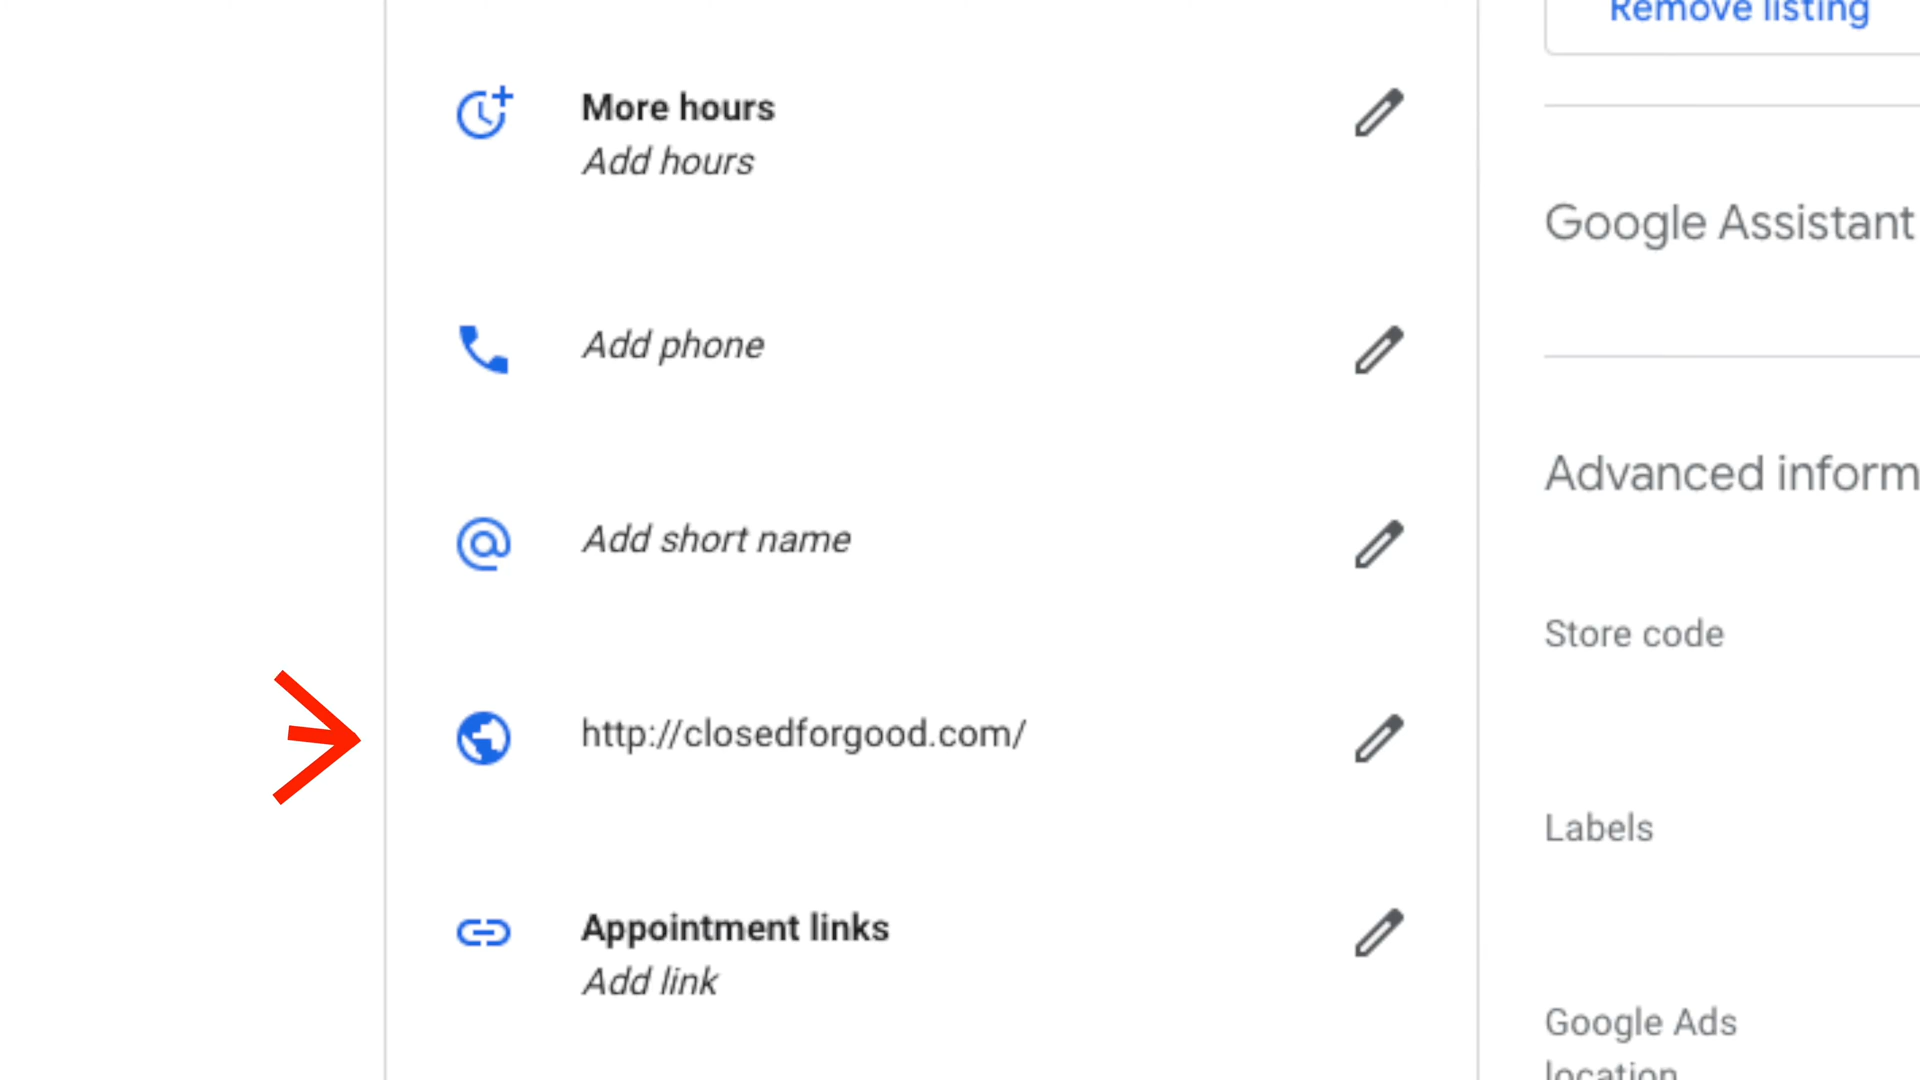 Remove listing
More hours
Add hours
Google Assistant
Add phone
Advanced inform
Add short name
Store code
http://closedforgood.com/
Labels
Appointment links
Add link
Google Ads
location